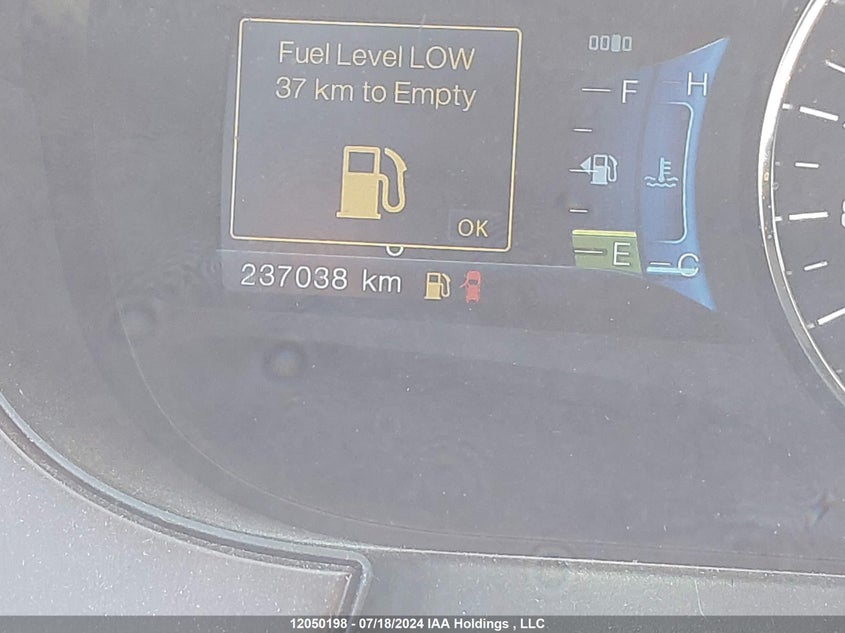 Fuel Level LOW
37 km to Empty
OK
237038 km
F
H
E
C
12050198 - 07/18/2024 IAA Holdings , LLC